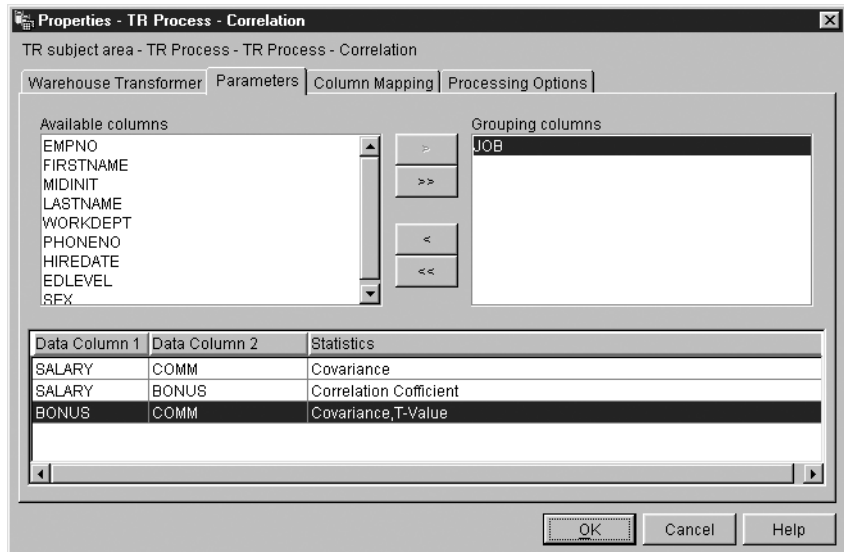 Properties - TR Process - Correlation
TR subject area - TR Process - TR Process - Correlation
Warehouse Transformer Parameters Column Mapping Processing Options
Available columns
Grouping columns
EMPNO
FIRSTNAME
MIDINIT
LASTNAME
WORKDEPT
PHONENO
HIREDATE
EDLEVEL
SEX
>
>>
<
<<
JOB
Data Column 1 Data Column 2 Statistics
SALARY COMM Covariance
SALARY BONUS Correlation Cofficient
BONUS COMM Covariance,T-Value
OK Cancel Help